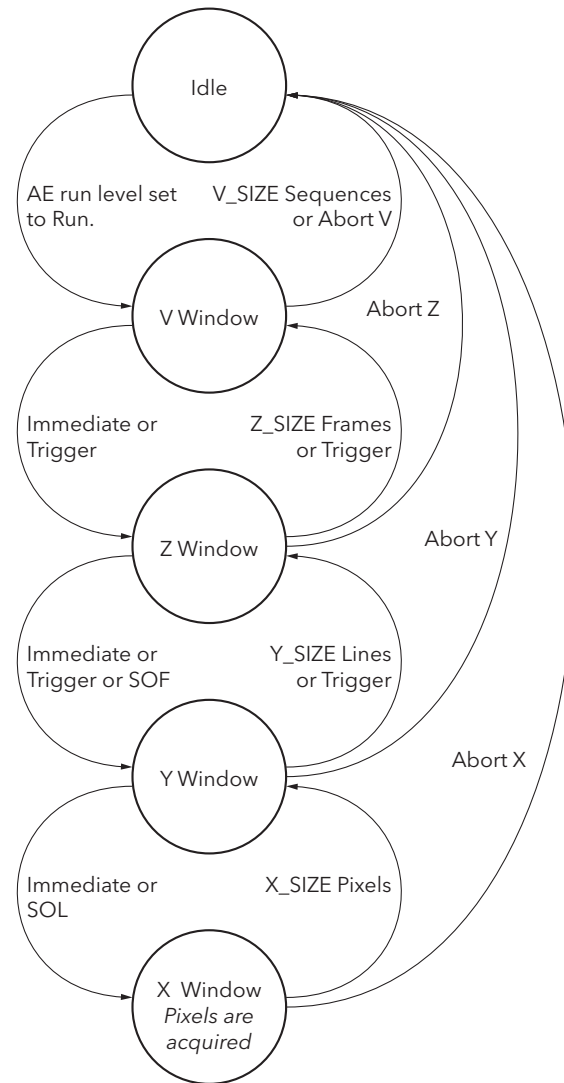 Idle
AE run level set
to Run.
V_SIZE Sequences
or Abort V
V Window
Abort Z
Immediate or
Trigger
Z_SIZE Frames
or Trigger
Z Window
Abort Y
Immediate or
Trigger or SOF
Y_SIZE Lines
or Trigger
Y Window
Abort X
Immediate or
SOL
X_SIZE Pixels
X Window
Pixels are
acquired